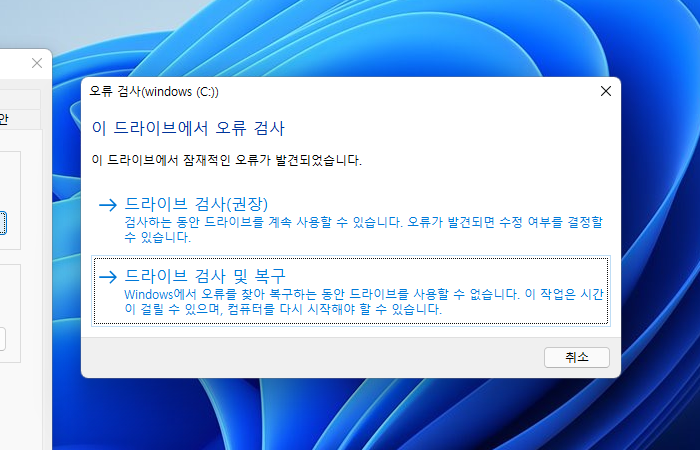 오류 검사(windows (C:))
안
이 드라이브에서 오류 검사
이 드라이브에서 잠재적인 오류가 발견되었습니다.
드라이브 검사(권장)
검사하는 동안 드라이브를 계속 사용할 수 있습니다. 오류가 발견되면 수정 여부를 결정할
수 있습니다.
드라이브 검사 및 복구
Windows에서 오류를 찾아 복구하는 동안 드라이브를 사용할 수 없습니다. 이 작업은 시간
이 걸릴 수 있으며, 컴퓨터를 다시 시작해야 할 수 있습니다.
취소